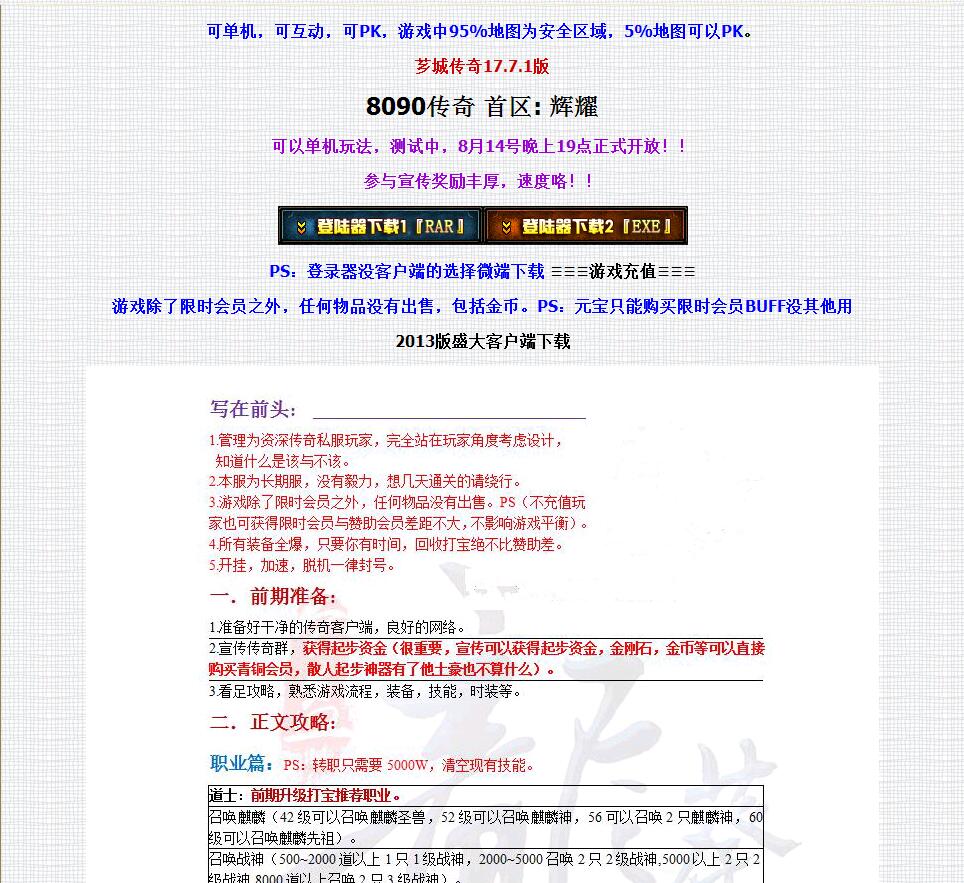 可单机，可互动，可PK，游戏中95%地图为安全区域，5%地图可以PK。
芗城传奇17.7.1版
8090传奇 首区: 辉耀
可以单机玩法，测试中，8月14号晚上19点正式开放！！
参与宣传奖励丰厚，速度咯！！
登陆器下载1『RAR』 登陆器下载2『EXE』
PS：登录器没客户端的选择微端下载 ☰☰☰游戏充值☰☰☰
游戏除了限时会员之外，任何物品没有出售，包括金币。PS：元宝只能购买限时会员BUFF没其他用
2013版盛大客户端下载
写在前头：
1.管理为资深传奇私服玩家，完全站在玩家角度考虑设计，
知道什么是该与不该。
2.本服为长期服，没有毅力，想几天通关的请绕行。
3.游戏除了限时会员之外，任何物品没有出售。PS（不充值玩
家也可获得限时会员与赞助会员差距不大，不影响游戏平衡）。
4.所有装备全爆，只要你有时间，回收打宝绝不比赞助差。
5.开挂，加速，脱机一律封号。
一．前期准备：
1.准备好干净的传奇客户端，良好的网络。
2.宣传传奇群，获得起步资金（很重要，宣传可以获得起步资金，金刚石，金币等可以直接
购买青铜会员，散人起步神器有了他土豪也不算什么）。
3.看足攻略，熟悉游戏流程，装备，技能，时装等。
二．正文攻略：
职业篇：PS：转职只需要 5000W，清空现有技能。
道士：前期升级打宝推荐职业。
召唤麒麟（42 级可以召唤麒麟圣兽，52 级可以召唤麒麟神，56 可以召唤 2 只麒麟神，60
级可以召唤麒麟先祖）。
召唤战神（500~2000 道以上 1 只 1 级战神，2000~5000 召唤 2 只 2 级战神,5000 以上 2 只 2
级战神,8000 道以上召唤 2 只 3 级战神）。